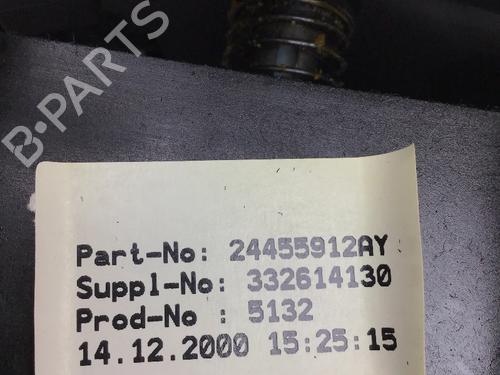 B-PARTS
Part-No: 24455912AY
Suppl-No: 332614130
Prod-No : 5132
14.12.2000 15:25:15